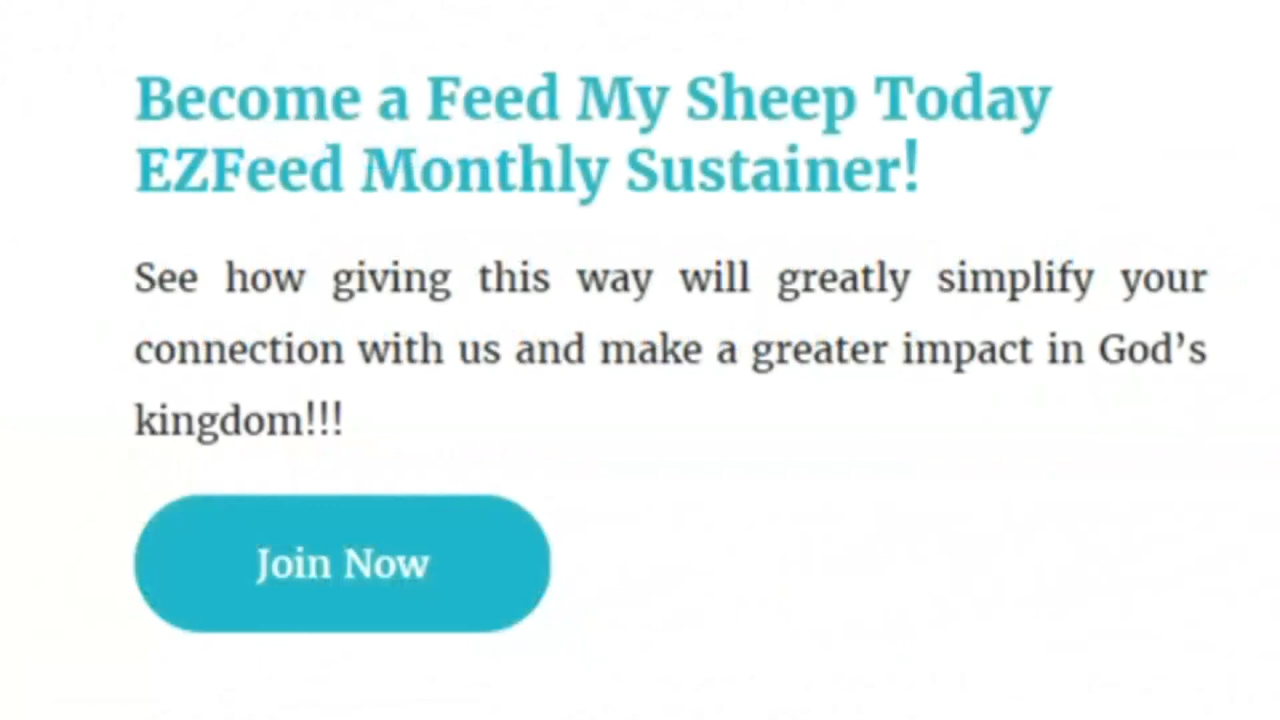 Become a Feed My Sheep Today
EZFeed Monthly Sustainer!
See how giving this way will greatly simplify your
connection with us and make a greater impact in God’s
kingdom!!!
Join Now